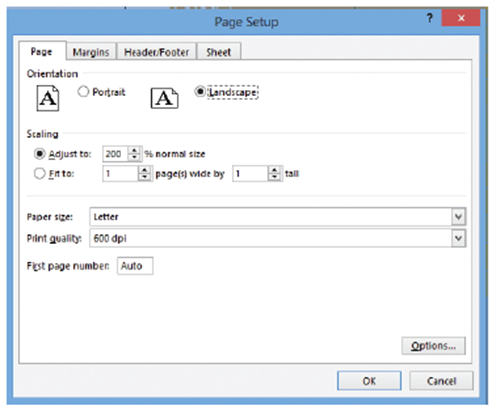 Page Setup
? ×
Page Margins Header/Footer Sheet
Orientation
A Portrait A Landscape
Scaling
Adjust to: 200 % normal size
Fit to: 1 page(s) wide by 1 tall
Paper size: Letter
Print quality: 600 dpi
First page number: Auto
Options...
OK Cancel